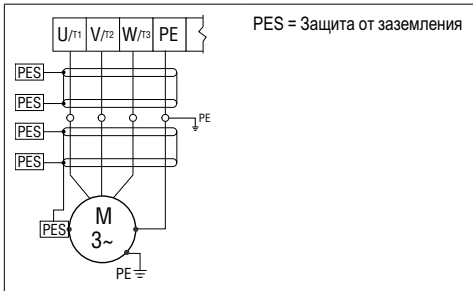 PES = Защита от заземления
U/T1 V/T2 W/T3 PE
PES
PES
PE
PES
PES
PES
M
3~
PE